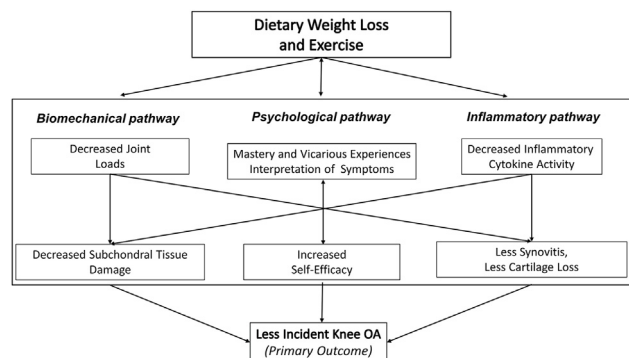 Dietary Weight Loss
and Exercise
Biomechanical pathway
Psychological pathway
Inflammatory pathway
Decreased Joint
Loads
Mastery and Vicarious Experiences
Interpretation of Symptoms
Decreased Inflammatory
Cytokine Activity
Decreased Subchondral Tissue
Damage
Increased
Self-Efficacy
Less Synovitis,
Less Cartilage Loss
Less Incident Knee OA
(Primary Outcome)